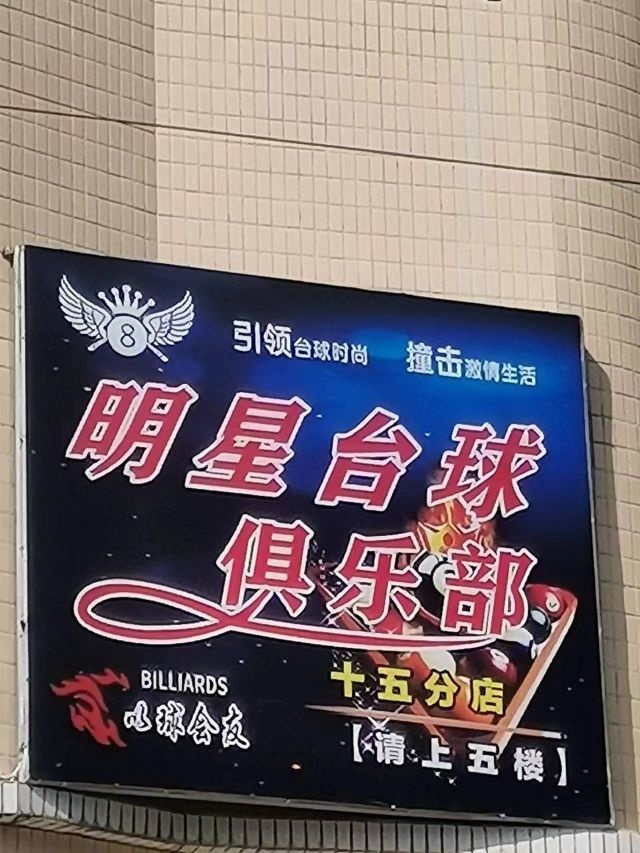 8
引领台球时尚 撞击激情生活
明星台球
俱乐部
十五分店
BILLIARDS
以球会友
【请上五楼】